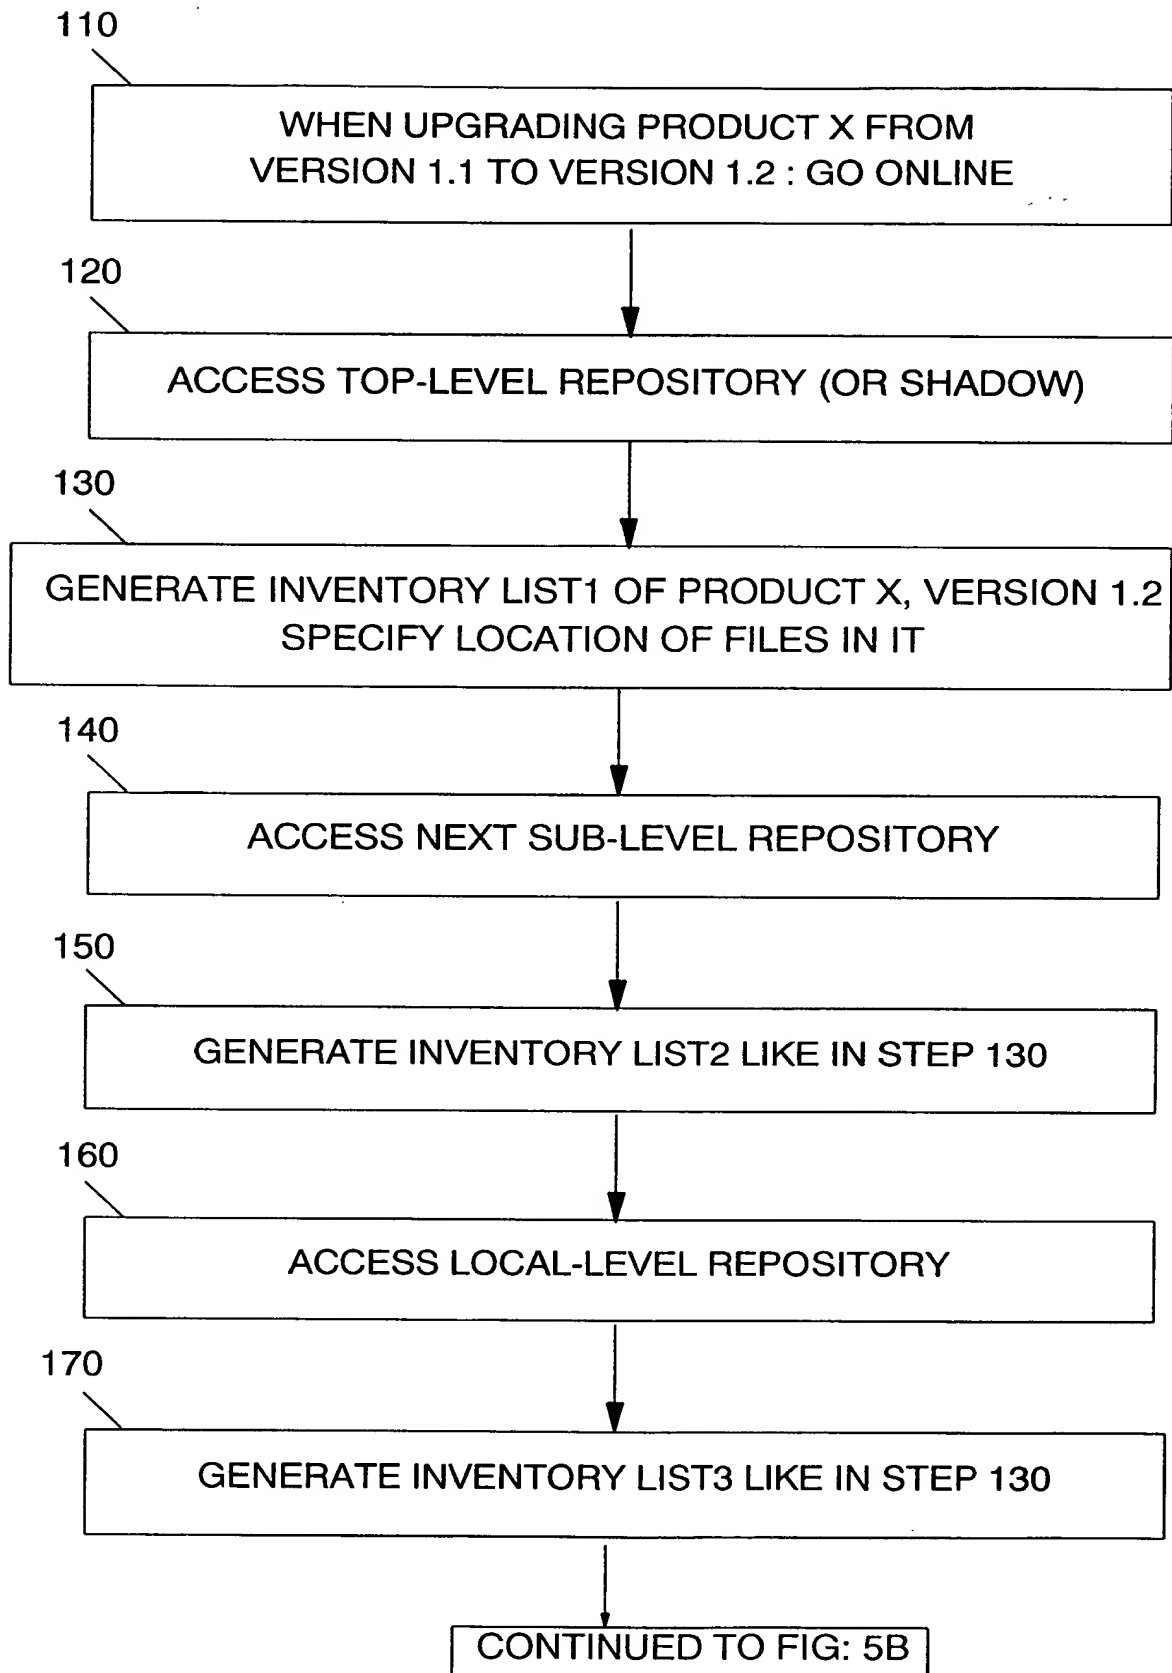 110
WHEN UPGRADING PRODUCT X FROM
VERSION 1.1 TO VERSION 1.2 : GO ONLINE
120
ACCESS TOP-LEVEL REPOSITORY (OR SHADOW)
130
GENERATE INVENTORY LIST1 OF PRODUCT X, VERSION 1.2
SPECIFY LOCATION OF FILES IN IT
140
ACCESS NEXT SUB-LEVEL REPOSITORY
150
GENERATE INVENTORY LIST2 LIKE IN STEP 130
160
ACCESS LOCAL-LEVEL REPOSITORY
170
GENERATE INVENTORY LIST3 LIKE IN STEP 130
CONTINUED TO FIG: 5B